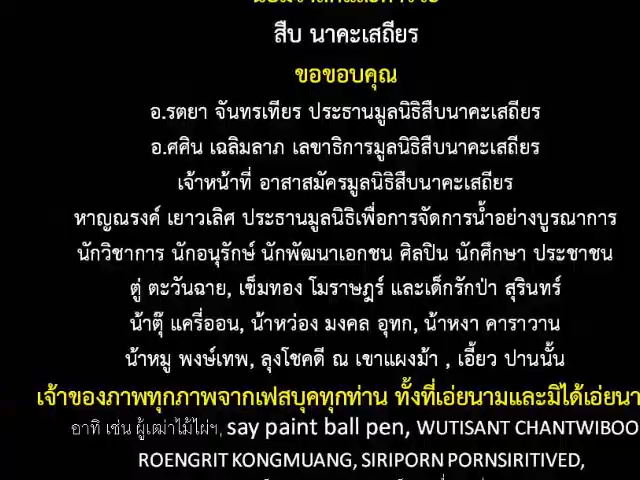 สืบ นาคะเสถียร
ขอขอบคุณ
อ.รตยา จันทรเทียร ประธานมูลนิธิสืบนาคะเสถียร
อ.ศศิน เฉลิมลาภ เลขาธิการมูลนิธิสืบนาคะเสถียร
เจ้าหน้าที่ อาสาสมัครมูลนิธิสืบนาคะเสถียร
หาญณรงค์ เยาวเลิศ ประธานมูลนิธิเพื่อการจัดการน้ำอย่างบูรณาการ
นักวิชาการ นักอนุรักษ์ นักพัฒนาเอกชน ศิลปิน นักศึกษา ประชาชน
ตู่ ตะวันฉาย, เข็มทอง โมราษฎร์ และเด็กรักป่า สุรินทร์
น้าตุ๊ แครี่ออน, น้าหว่อง มงคล อุทก, น้าหงา คาราวาน
น้าหมู พงษ์เทพ, ลุงโชคดี ณ เขาแผงม้า , เอี้ยว ปานนั้น
เจ้าของภาพทุกภาพจากเฟสบุคทุกท่าน ทั้งที่เอ่ยนามและมิได้เอ่ยนา
อาทิ เช่น ผู้เฒ่าไม้ไผ่ฯ, say paint ball pen, WUTISANT CHANTWIBOO
ROENGRIT KONGMUANG, SIRIPORN PORNSIRITIVED,